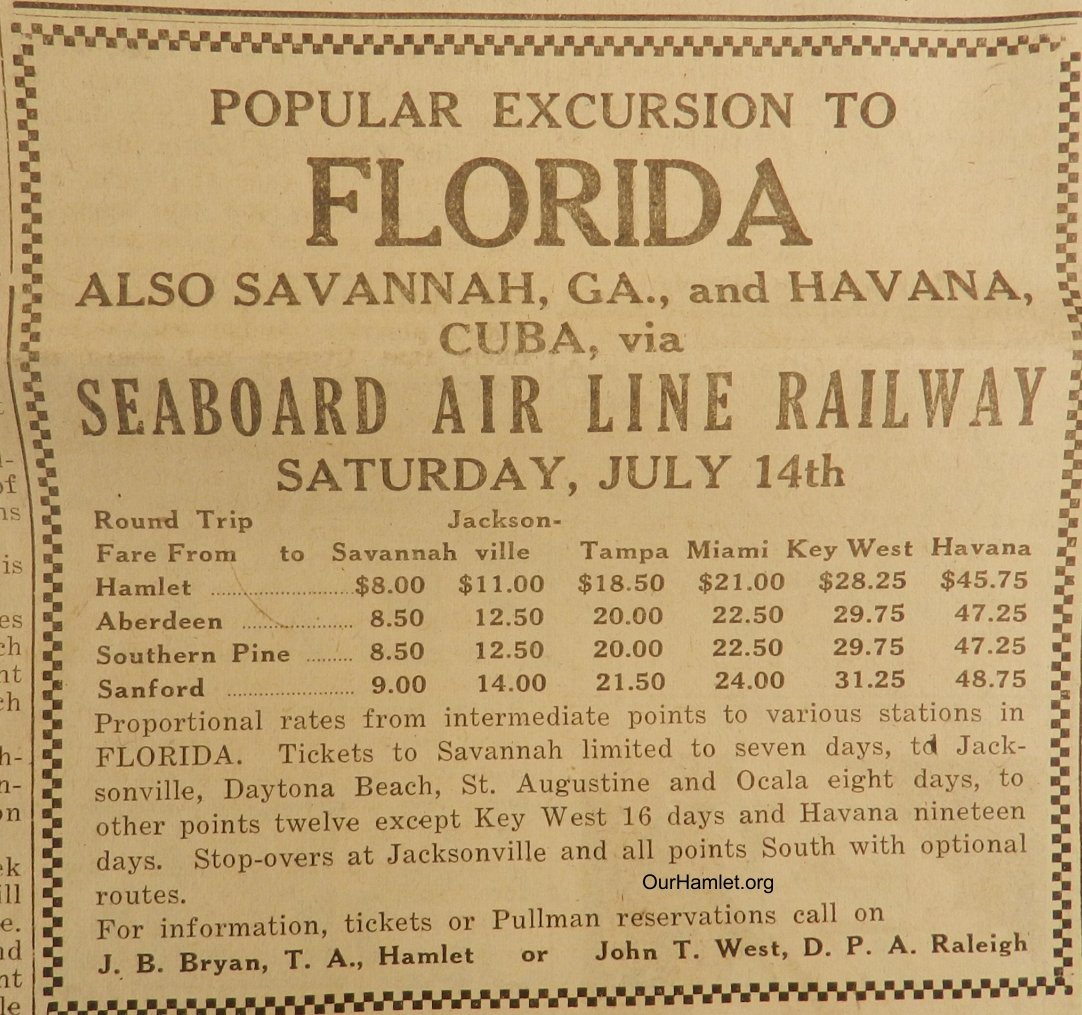 POPULAR EXCURSION TO
FLORIDA
ALSO SAVANNAH, GA., and HAVANA,
CUBA, via
SEABOARD AIR LINE RAILWAY
SATURDAY, JULY 14th
Round Trip Jackson-
Fare From to Savannah ville Tampa Miami Key West Havana
Hamlet ........................ $8.00 $11.00 $18.50 $21.00 $28.25 $45.75
Aberdeen ................... 8.50 12.50 20.00 22.50 29.75 47.25
Southern Pine ......... 8.50 12.50 20.00 22.50 29.75 47.25
Sanford ...................... 9.00 14.00 21.50 24.00 31.25 48.75
Proportional rates from intermediate points to various stations in
FLORIDA. Tickets to Savannah limited to seven days, to Jack-
sonville, Daytona Beach, St. Augustine and Ocala eight days, to
other points twelve except Key West 16 days and Havana nineteen
days. Stop-overs at Jacksonville and all points South with optional
routes.
OurHamlet.org
For information, tickets or Pullman reservations call on
J. B. Bryan, T. A., Hamlet or John T. West, D. P. A. Raleigh